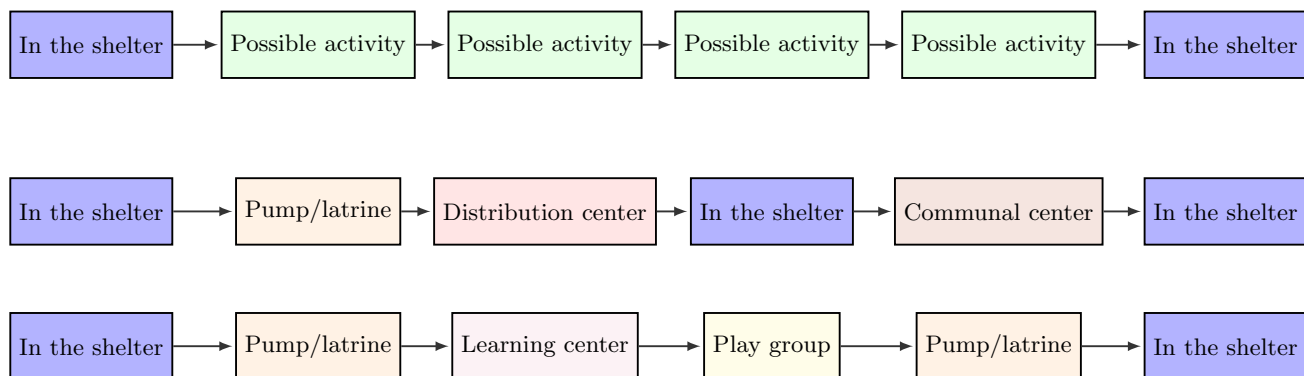 In the shelter Possible activity Possible activity Possible activity Possible activity In the shelter
In the shelter Pump/latrine Distribution center In the shelter Communal center In the shelter
In the shelter Pump/latrine Learning center Play group Pump/latrine In the shelter